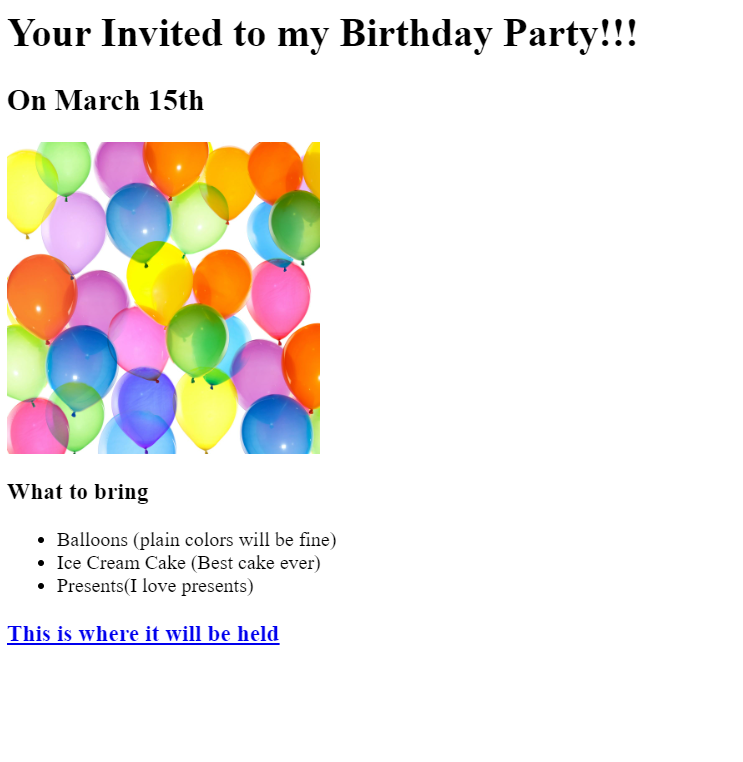 Your Invited to my Birthday Party!!!
On March 15th
What to bring
Balloons (plain colors will be fine)
Ice Cream Cake (Best cake ever)
Presents(I love presents)
This is where it will be held